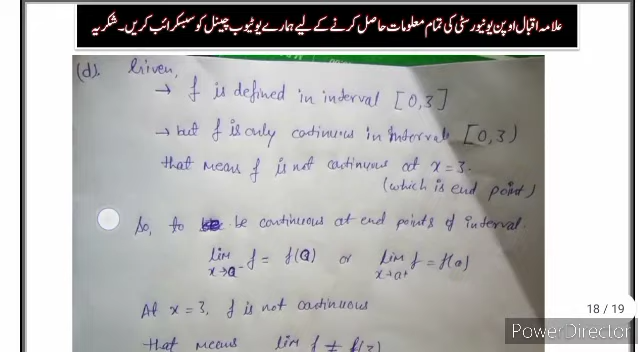 علامہ اقبال اوپن یونیورسٹی کی تمام معلومات حاصل کرنے کے لیے ہمارے یوٹیوب چینل کو سبسکرائب کریں۔ شکریہ
(d). Given,
→ f is defined in interval [0,3]
→ but f is only continuous in Interval [0,3)
that means f is not continuous at x=3.
(which is end point)
So, to be continuous at end points of interval.
lim x→a⁻ f = f(a) or lim x→a⁺ f = f(a)
At x=3, f is not continuous
that means lim f ≠ f(3)
18 / 19
PowerDirector